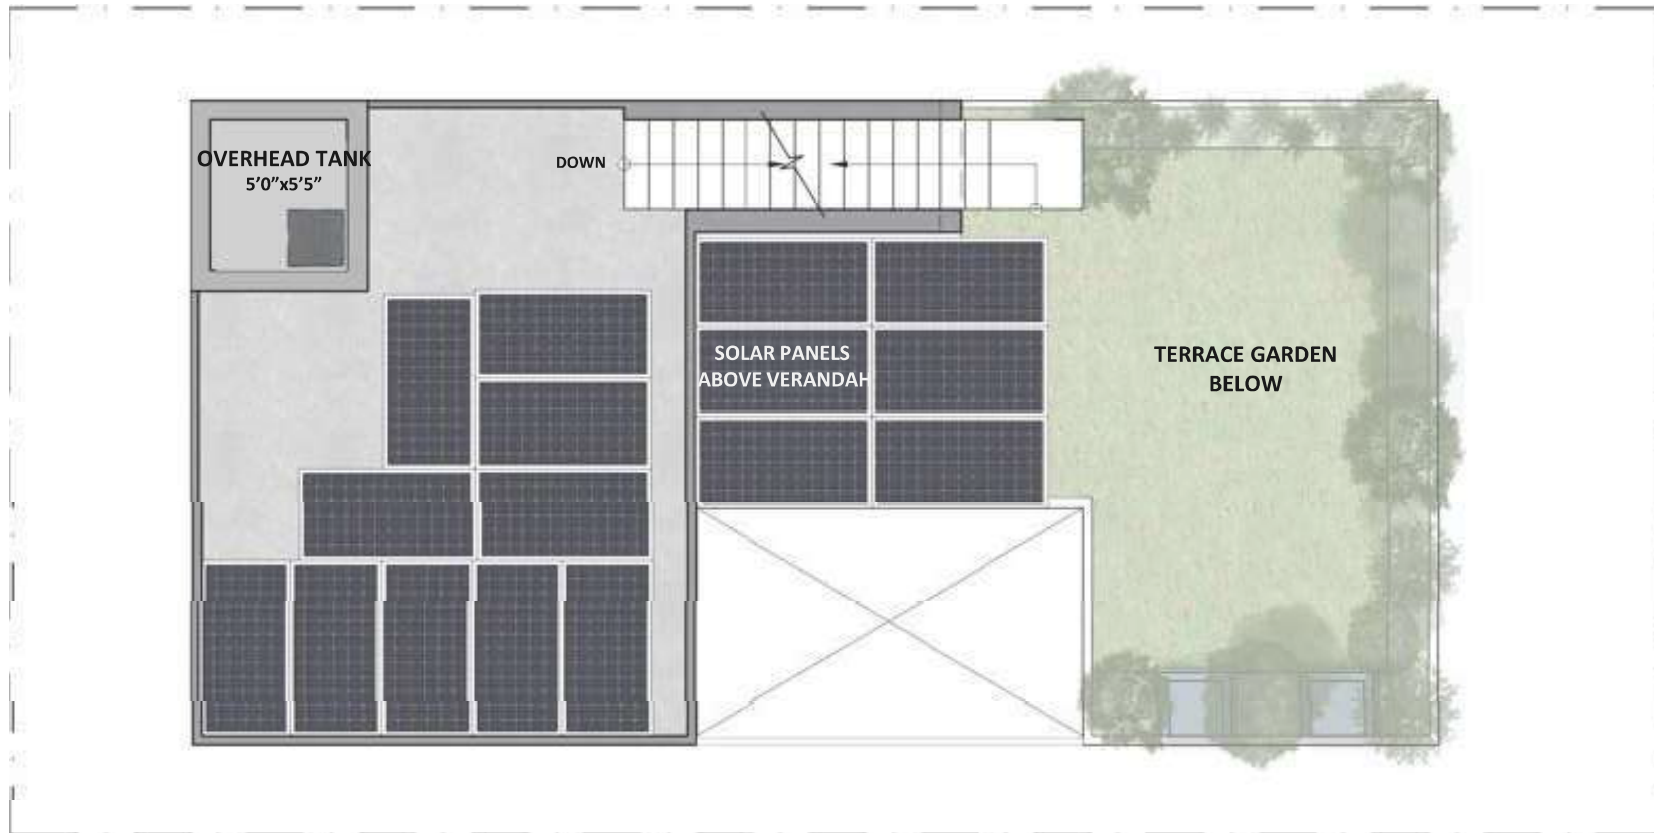 OVERHEAD TANK
5'0”x5'5”
DOWN
SOLAR PANELS
ABOVE VERANDAH
TERRACE GARDEN
BELOW